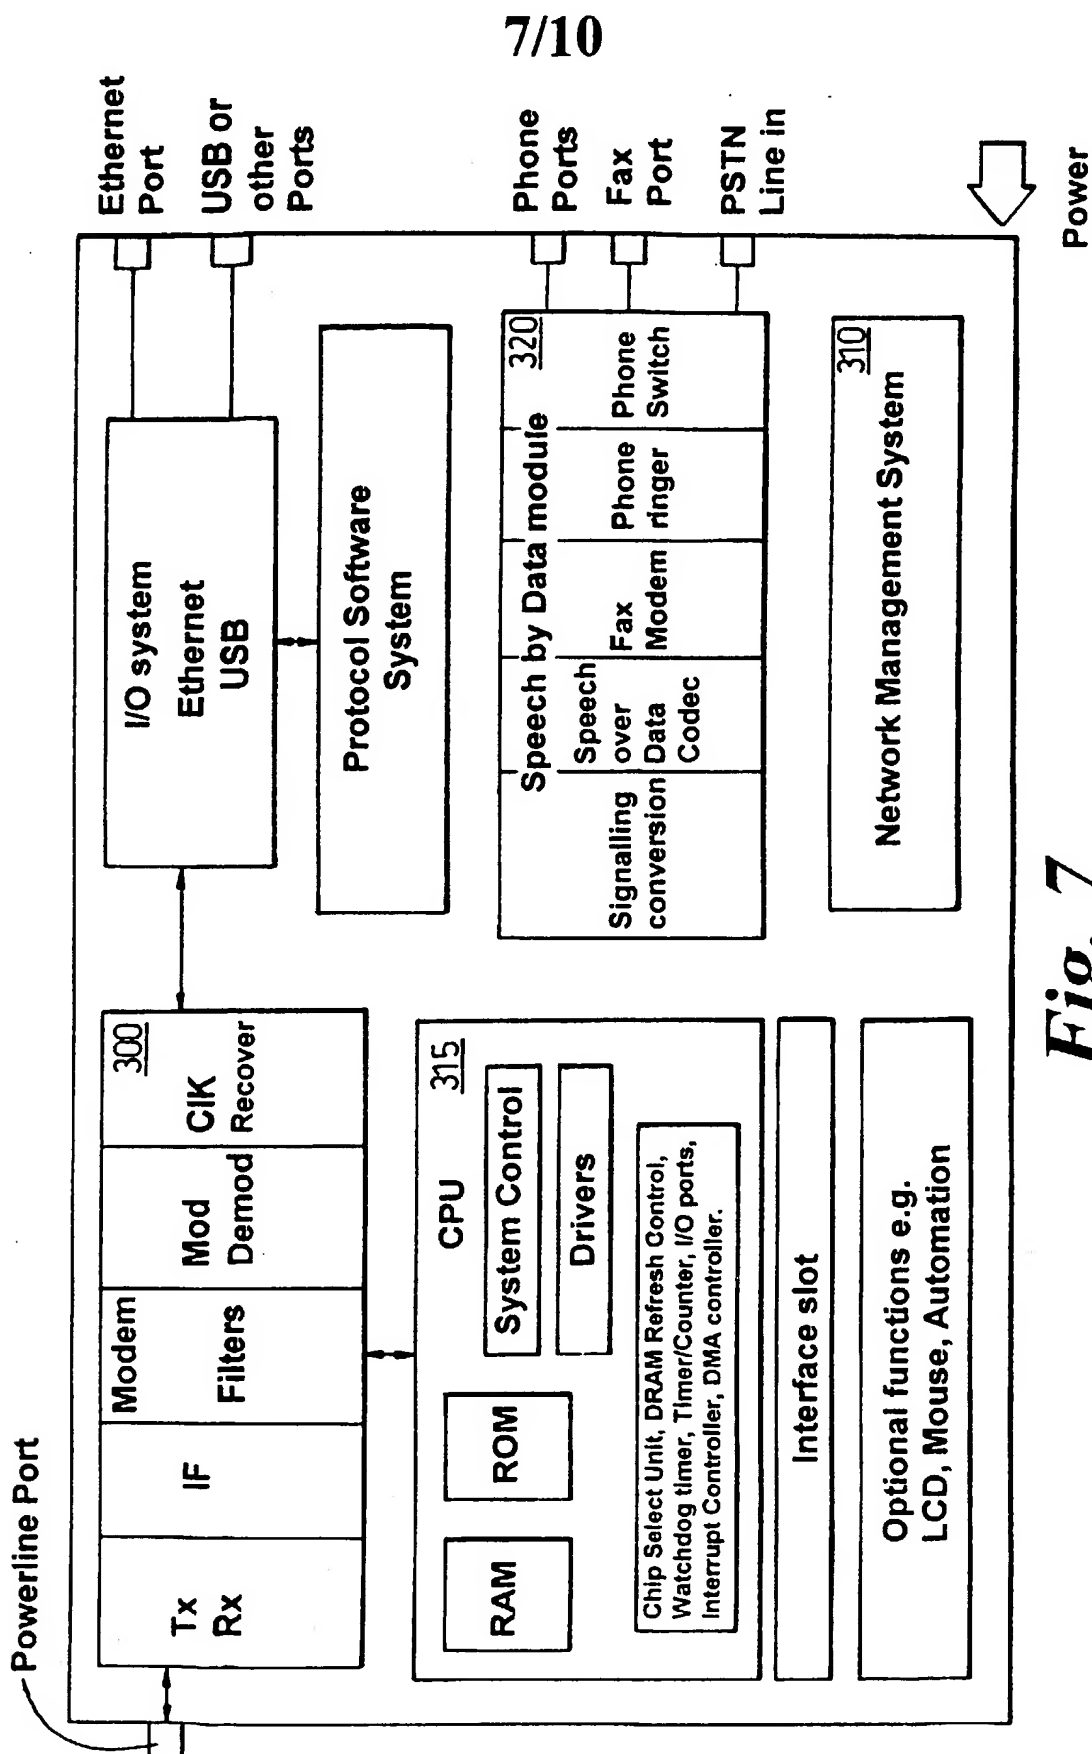 7/10
Powerline Port
Tx
Rx
IF
Modem
Filters
Mod
Demod
300
ClK
Recover
I/O system
Ethernet
USB
Ethernet
Port
USB or
other
Ports
Protocol Software
System
315
CPU
RAM
ROM
System Control
Drivers
Chip Select Unit, DRAM Refresh Control,
Watchdog timer, Timer/Counter, I/O ports,
Interrupt Controller, DMA controller.
Speech by Data module
320
Signalling
conversion
Speech
over
Data
Codec
Fax
Modem
Phone
ringer
Phone
Switch
Phone
Ports
Fax
Port
PSTN
Line in
Interface slot
Optional functions e.g.
LCD, Mouse, Automation
310
Network Management System
Power
Fig. 7